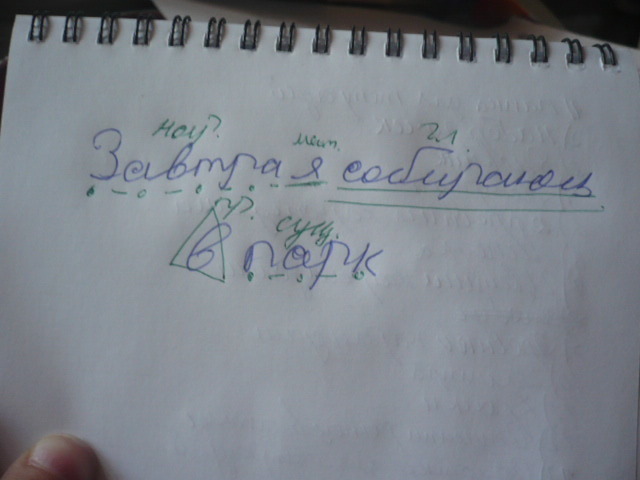 нар. мест. гл.
Завтра я собираюсь
пр. сущ.
в парк